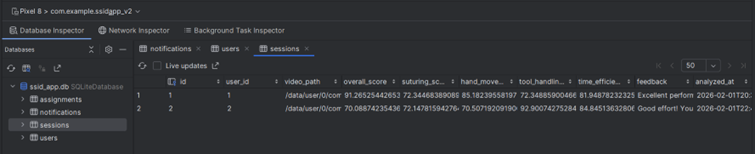 Pixel 8 > com.example.ssidapp_v2
Database Inspector Network Inspector Background Task Inspector
Databases notifications users sessions
Live updates 50
ssid_app.db SQLiteDatabase id user_id video_path overall_score suturing_sc... hand_move... tool_handlin... time_efficie... feedback analyzed_at
assignments 1 1 1 /data/user/0/com 91.26525442653 72.34468389089 85.18239558197 72.34885900466 81.94878232325 Excellent perform 2026-02-01T20:
notifications 2 2 2 /data/user/0/com 70.08874235436 72.14781594276 70.50719209190 92.90074275284 84.84513632806 Good effort! You 2026-02-01T22:
sessions
users